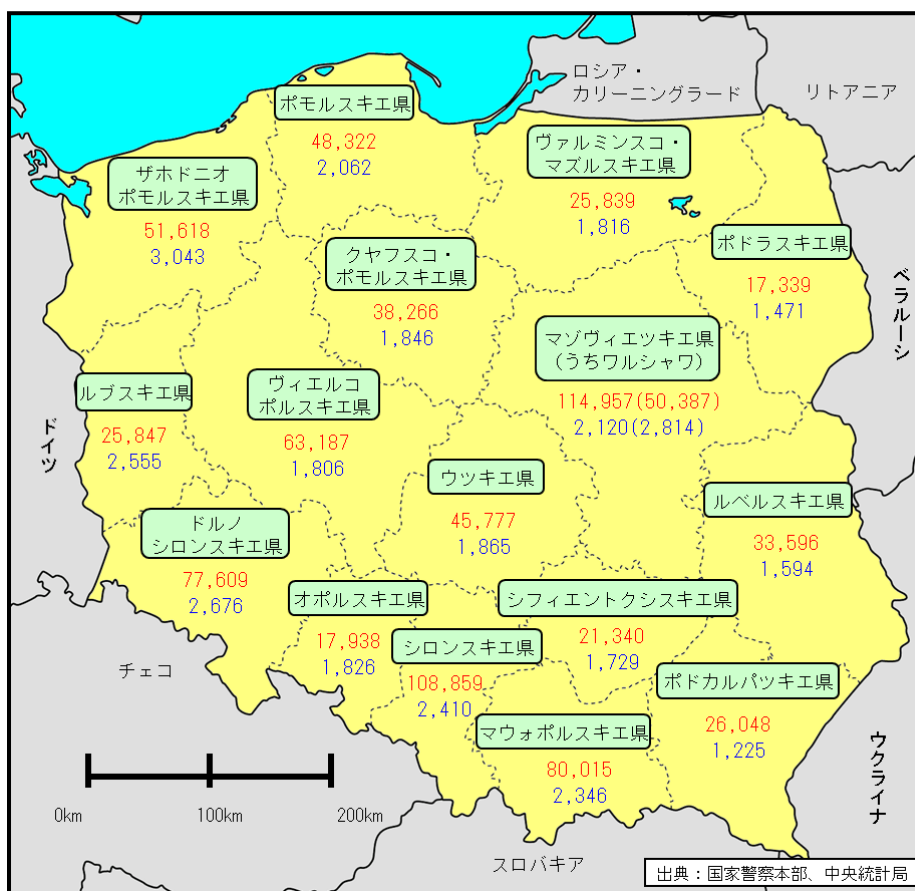 ロシア・
カリーニングラード
リトアニア
ポモルスキエ県
48,322
2,062
ヴァルミンスコ・
マズルスキエ県
25,839
1,816
ザホドニオ
ポモルスキエ県
51,618
3,043
ポドラスキエ県
17,339
1,471
クヤフスコ・
ポモルスキエ県
38,266
1,846
ベラルーシ
マゾヴィエツキエ県
(うちワルシャワ)
114,957(50,387)
2,120(2,814)
ルブスキエ県
25,847
2,555
ヴィエルコ
ポルスキエ県
63,187
1,806
ドイツ
ウッキエ県
45,777
1,865
ルベルスキエ県
33,596
1,594
ドルノ
シロンスキエ県
77,609
2,676
オポルスキエ県
17,938
1,826
シフィエントクシスキエ県
21,340
1,729
シロンスキエ県
108,859
2,410
チェコ
ポドカルパツキエ県
26,048
1,225
マウォポルスキエ県
80,015
2,346
ウクライナ
0km 100km 200km
スロバキア
出典：国家警察本部、中央統計局